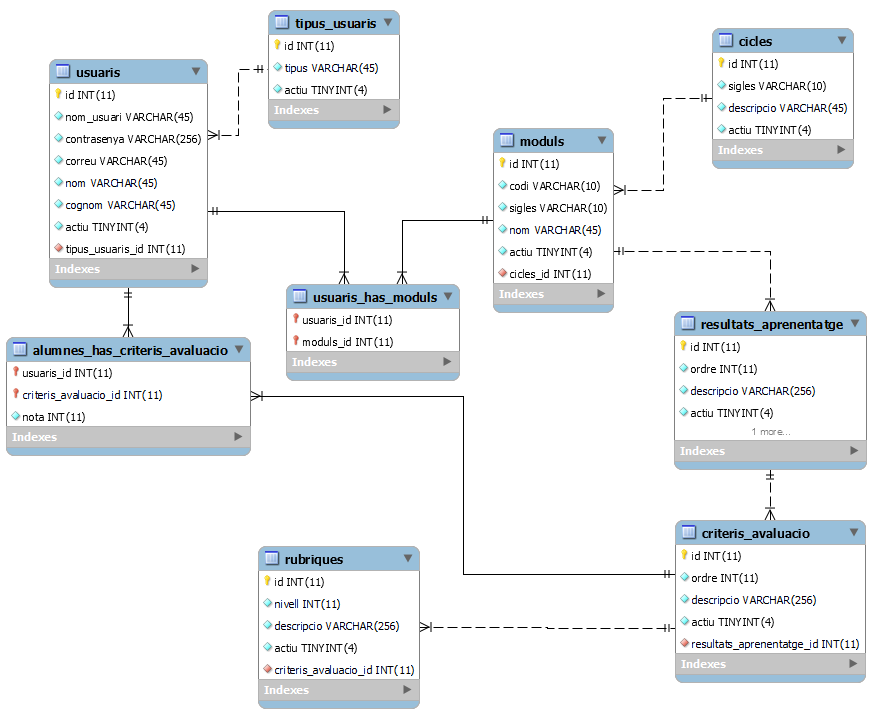 tipus_usuaris
id INT(11)
tipus VARCHAR(45)
actiu TINYINT(4)
Indexes
cicles
id INT(11)
sigles VARCHAR(10)
descripcio VARCHAR(45)
actiu TINYINT(4)
Indexes
usuaris
id INT(11)
nom_usuari VARCHAR(45)
contrasenya VARCHAR(256)
correu VARCHAR(45)
nom VARCHAR(45)
cognom VARCHAR(45)
actiu TINYINT(4)
tipus_usuaris_id INT(11)
Indexes
moduls
id INT(11)
codi VARCHAR(10)
sigles VARCHAR(10)
nom VARCHAR(45)
actiu TINYINT(4)
cicles_id INT(11)
Indexes
usuaris_has_moduls
usuaris_id INT(11)
moduls_id INT(11)
Indexes
resultats_aprenentatge
id INT(11)
ordre INT(11)
descripcio VARCHAR(256)
actiu TINYINT(4)
1 more...
Indexes
alumnes_has_criteris_avaluacio
usuaris_id INT(11)
criteris_avaluacio_id INT(11)
nota INT(11)
Indexes
criteris_avaluacio
id INT(11)
ordre INT(11)
descripcio VARCHAR(256)
actiu TINYINT(4)
resultats_aprenentatge_id INT(11)
Indexes
rubriques
id INT(11)
nivell INT(11)
descripcio VARCHAR(256)
actiu TINYINT(4)
criteris_avaluacio_id INT(11)
Indexes